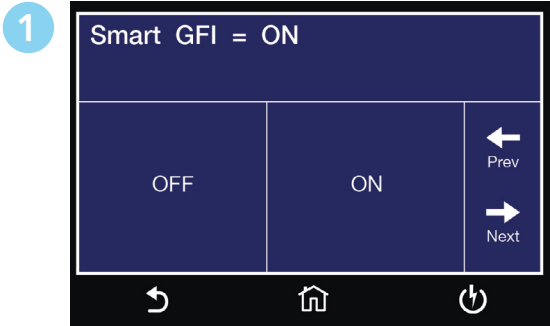 1
Smart GFI = ON
OFF
ON
Prev
Next